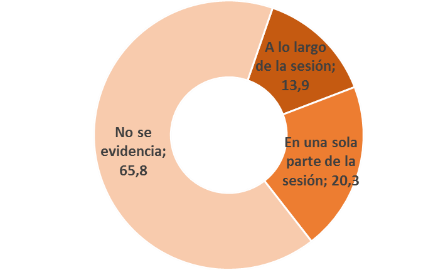 A lo largo
de la sesión;
13,9
En una sola
parte de la
sesión; 20,3
No se
evidencia;
65,8